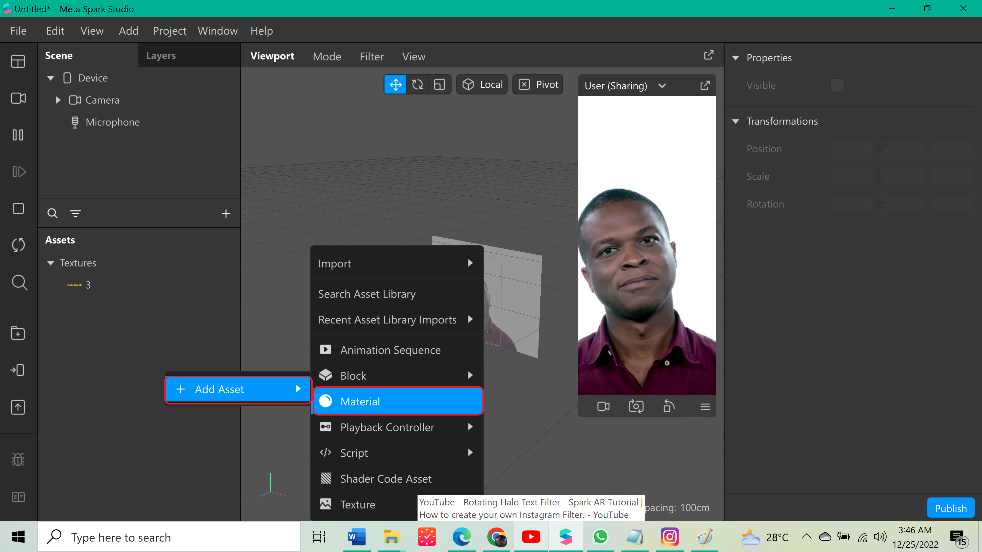 Untitled* - Meta Spark Studio
File Edit View Add Project Window Help
Scene Layers
Device
Camera
Microphone
Assets
Textures
3
Viewport Mode Filter View
Local Pivot
User (Sharing)
Import
Search Asset Library
Recent Asset Library Imports
Animation Sequence
Block
+ Add Asset
Material
Playback Controller
Script
Shader Code Asset
Texture
YouTube - Rotating Halo Text Filter - Spark AR Tutorial |
How to create your own Instagram Filter. - YouTube
pacing: 100cm
Properties
Visible
Transformations
Position
Scale
Rotation
Publish
Type here to search
28°C
3:46 AM
12/25/2022
15